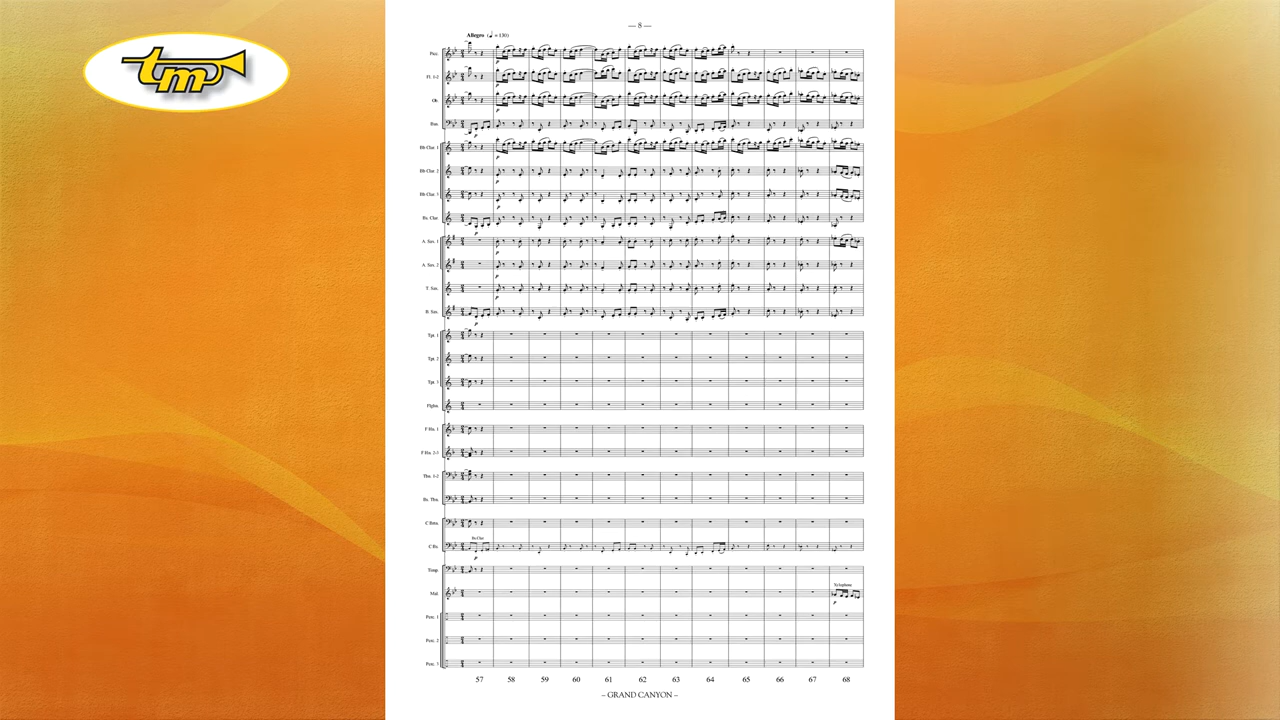 tm
— 8 —
Allegro (♩ = 130)
Picc.
Fl. 1-2
Ob.
Bsn.
Bb Clar. 1
Bb Clar. 2
Bb Clar. 3
Bs. Clar.
A. Sax. 1
A. Sax. 2
T. Sax.
B. Sax.
Tpt. 1
Tpt. 2
Tpt. 3
Flghn.
F Hn. 1
F Hn. 2-3
Tbn. 1-2
Bs. Tbn.
C Bsns.
Bs.Clar
C Bs.
Timp.
Xylophone
Mal.
Perc. 1
Perc. 2
Perc. 3
57 58 59 60 61 62 63 64 65 66 67 68
– GRAND CANYON –